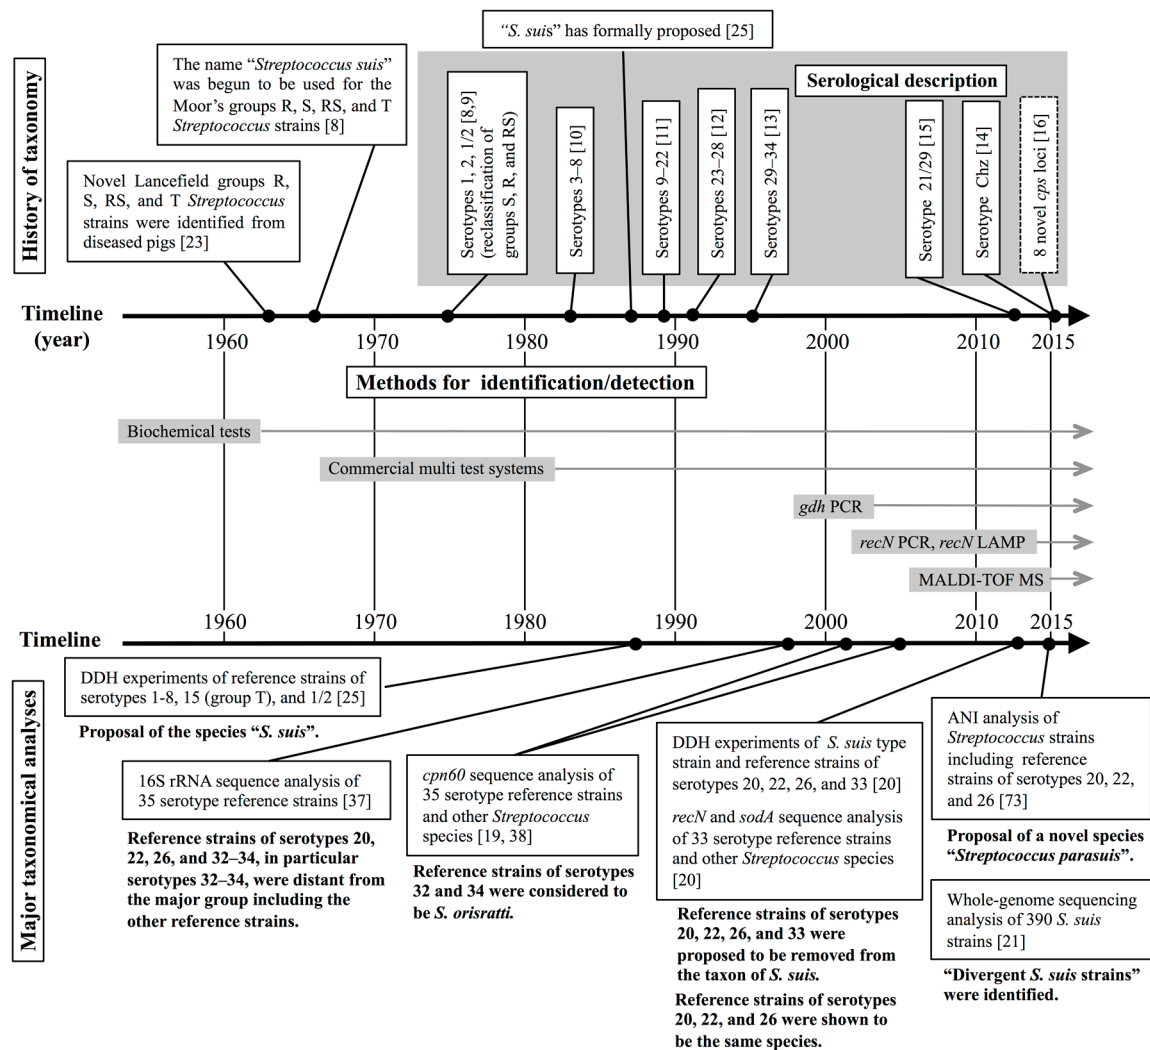 "S. suis" has formally proposed [25]
The name "Streptococcus suis"
was begun to be used for the
Moor's groups R, S, RS, and T
Streptococcus strains [8]
Novel Lancefield groups R,
S, RS, and T Streptococcus
strains were identified from
diseased pigs [23]
History of taxonomy
Serological description
Serotypes 1, 2, 1/2 [8,9]
(reclassification of
groups S, R, and RS)
Serotypes 3–8 [10]
Serotypes 9–22 [11]
Serotypes 23–28 [12]
Serotypes 29–34 [13]
Serotype 21/29 [15]
Serotype Chz [14]
8 novel cps loci [16]
Timeline
(year)
1960 1970 1980 1990 2000 2010 2015
Methods for identification/detection
Biochemical tests
Commercial multi test systems
gdh PCR
recN PCR, recN LAMP
MALDI-TOF MS
1960 1970 1980 1990 2000 2010 2015
Timeline
Major taxonomical analyses
DDH experiments of reference strains of
serotypes 1-8, 15 (group T), and 1/2 [25]
Proposal of the species "S. suis".
16S rRNA sequence analysis of
35 serotype reference strains [37]
Reference strains of serotypes 20,
22, 26, and 32–34, in particular
serotypes 32–34, were distant from
the major group including the
other reference strains.
cpn60 sequence analysis of
35 serotype reference strains
and other Streptococcus
species [19, 38]
Reference strains of serotypes
32 and 34 were considered to
be S. orisratti.
DDH experiments of S. suis type
strain and reference strains of
serotypes 20, 22, 26, and 33 [20]
recN and sodA sequence analysis
of 33 serotype reference strains
and other Streptococcus species
[20]
Reference strains of serotypes
20, 22, 26, and 33 were
proposed to be removed from
the taxon of S. suis.
Reference strains of serotypes
20, 22, and 26 were shown to
be the same species.
ANI analysis of
Streptococcus strains
including reference
strains of serotypes 20, 22,
and 26 [73]
Proposal of a novel species
"Streptococcus parasuis".
Whole-genome sequencing
analysis of 390 S. suis
strains [21]
"Divergent S. suis strains"
were identified.